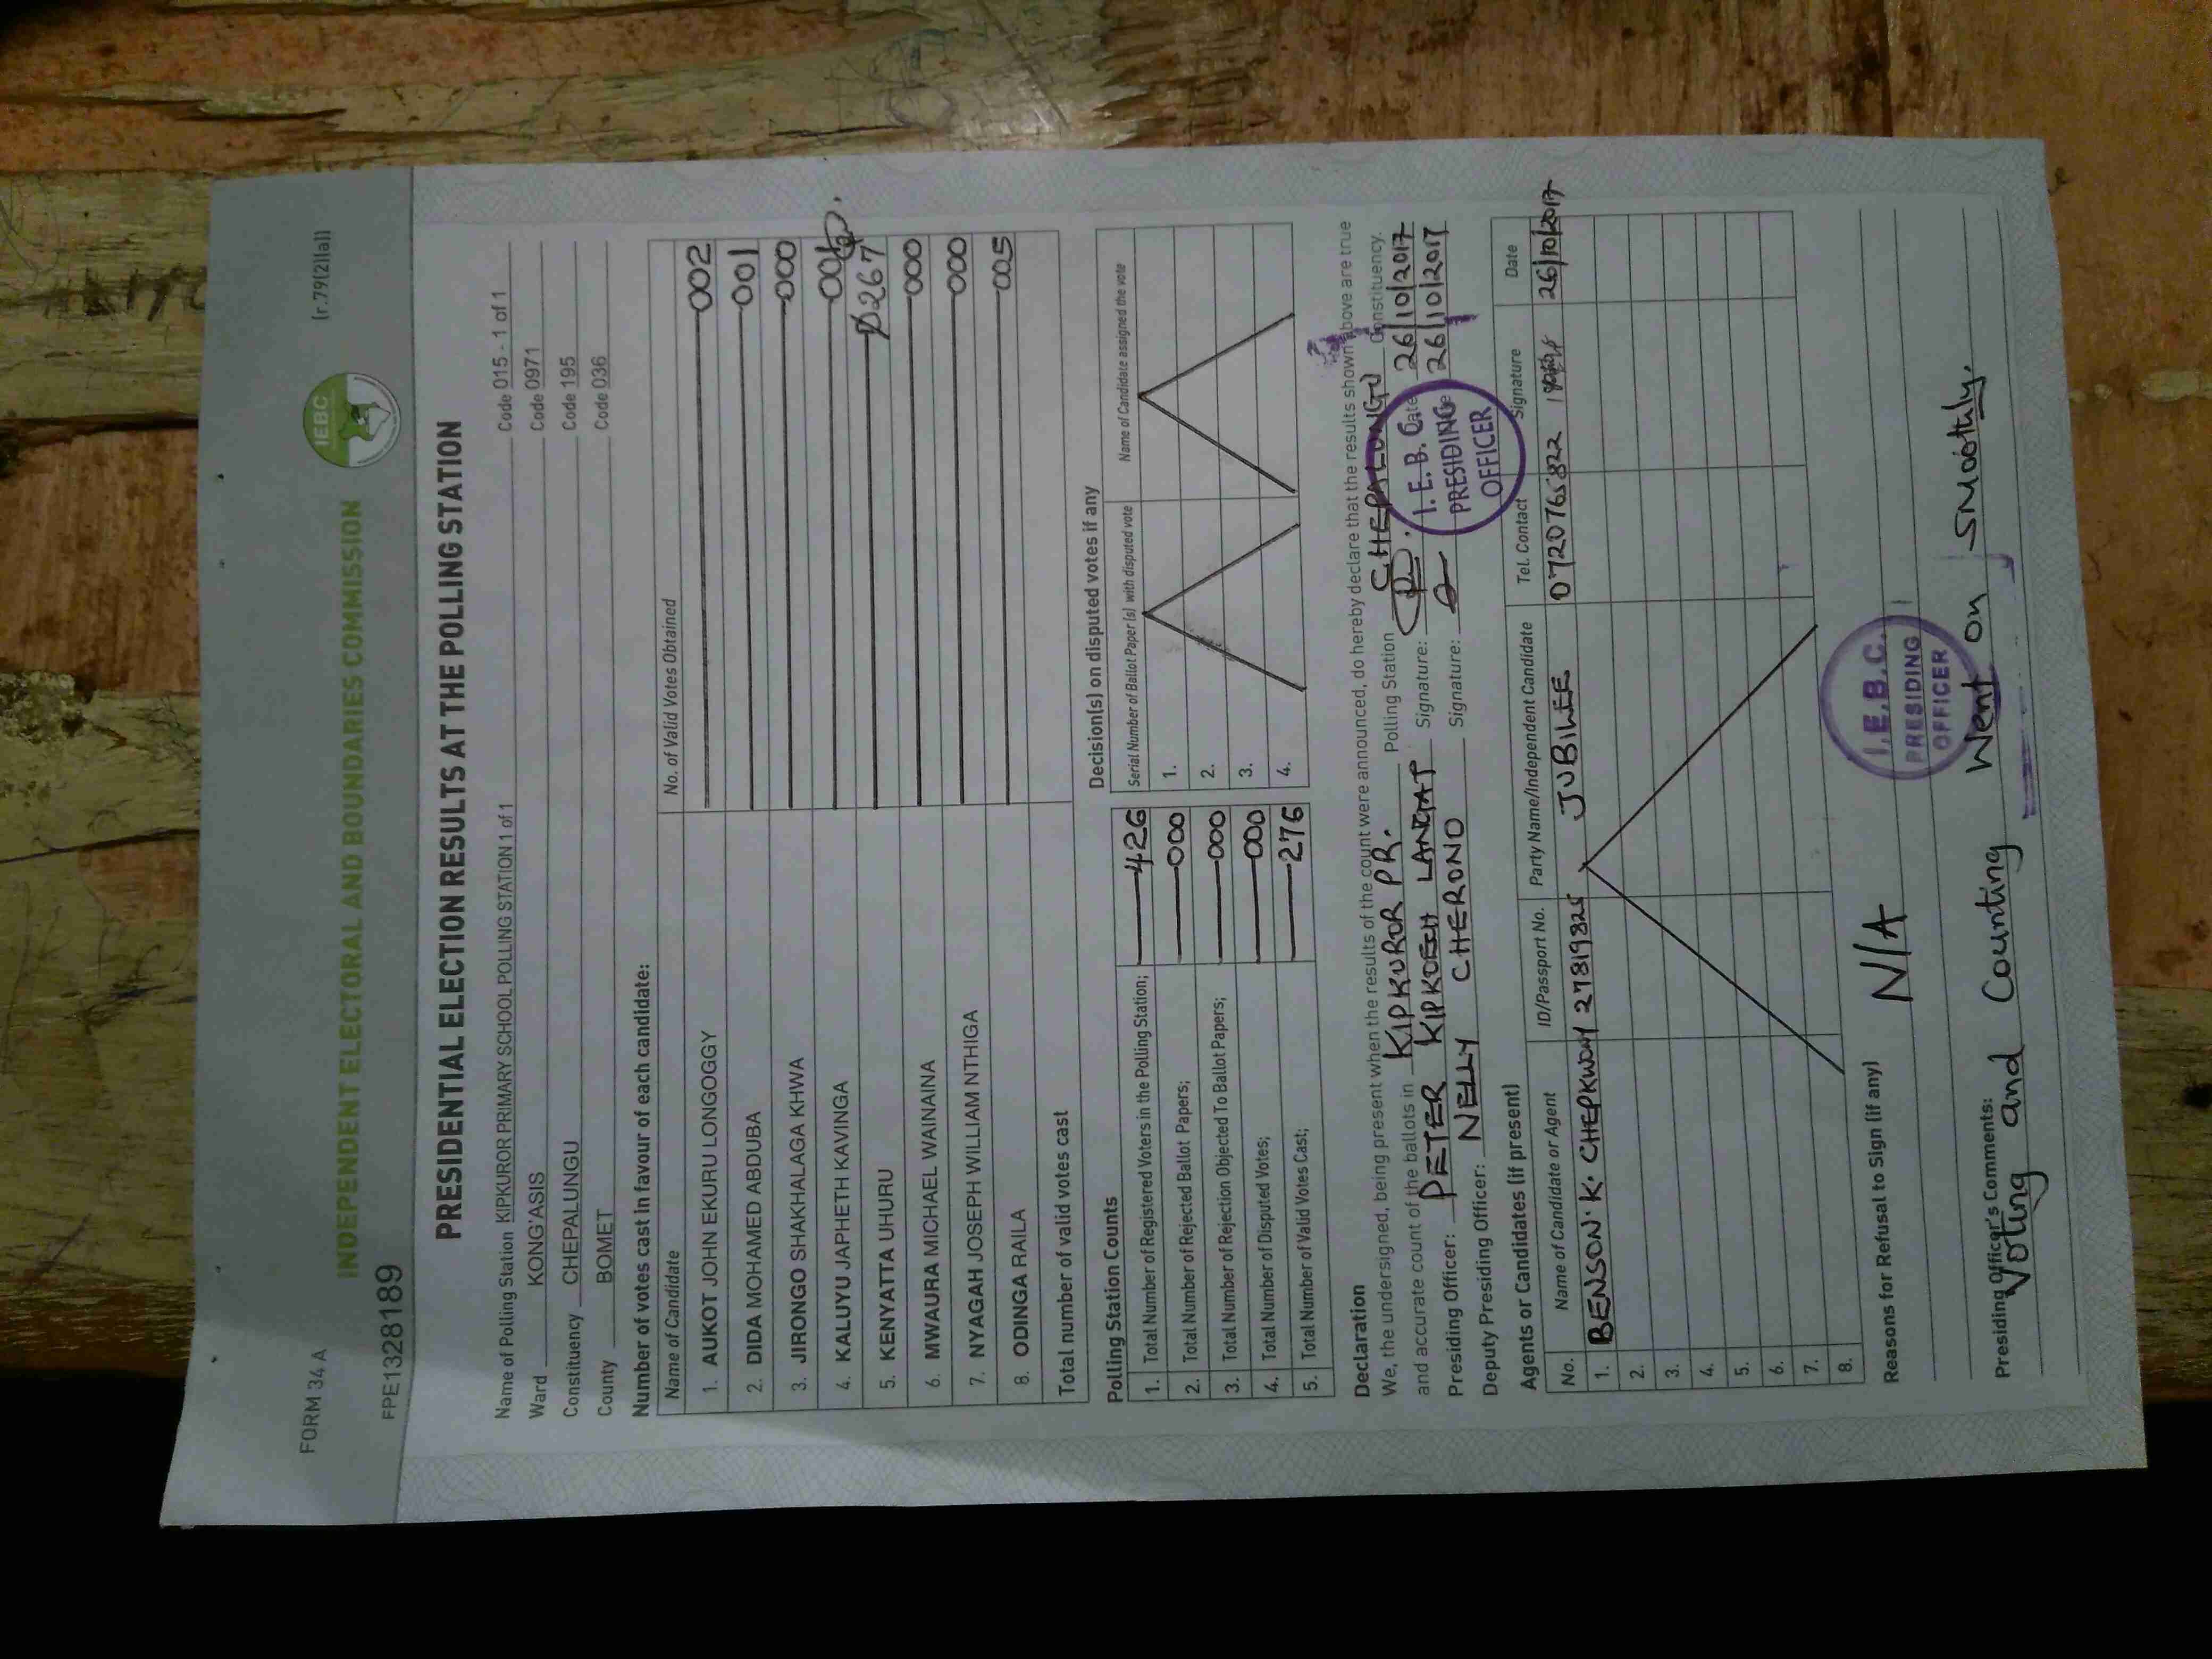 FORM 34 A
(r.79(2)(a))
IEBC
INDEPENDENT ELECTORAL AND BOUNDARIES COMMISSION
FPE1328189
PRESIDENTIAL ELECTION RESULTS AT THE POLLING STATION
Name of Polling Station KIPKUROR PRIMARY SCHOOL POLLING STATION 1 of 1 Code 015 - 1 of 1
Ward KONG'ASIS Code 0971
Constituency CHEPALUNGU Code 195
County BOMET Code 036
Number of votes cast in favour of each candidate:
Name of Candidate No. of Valid Votes Obtained
1. AUKOT JOHN EKURU LONGOGGY 002
2. DIDA MOHAMED ABDUBA 001
3. JIRONGO SHAKHALAGA KHWA 000
4. KALUYU JAPHETH KAVINGA
5. KENYATTA UHURU 267
6. MWAURA MICHAEL WAINAINA 000
7. NYAGAH JOSEPH WILLIAM NTHIGA 000
8. ODINGA RAILA 005
Total number of valid votes cast
Polling Station Counts
1. Total Number of Registered Voters in the Polling Station; 426
2. Total Number of Rejected Ballot Papers; 000
3. Total Number of Rejection Objected To Ballot Papers; 000
4. Total Number of Disputed Votes; 000
5. Total Number of Valid Votes Cast; 276
Decision(s) on disputed votes if any
Serial Number of Ballot Paper (s) with disputed vote Name of Candidate assigned the vote
1.
2.
3.
4.
Declaration
We, the undersigned, being present when the results of the count were announced, do hereby declare that the results shown above are true
and accurate count of the ballots in KIPKUROR PR. Polling Station CHEPALUNGU Constituency.
Presiding Officer: PETER KIPKOECH LANGAT Signature: Date 26/10/2017
Deputy Presiding Officer: NELLY CHERONO Signature: 26/10/2017
I.E.B.C.
PRESIDING
OFFICER
Agents or Candidates (if present)
No. Name of Candidate or Agent ID/Passport No. Party Name/Independent Candidate Tel. Contact Signature Date
1. BENSON K. CHEPKWONY 27819825 JUBILEE 0720765822 26/10/2017
2.
3.
4.
5.
6.
7.
8.
Reasons for Refusal to Sign (if any) N/A
I.E.B.C.
PRESIDING
OFFICER
Presiding Officer's Comments:
Voting and Counting went on smoothly.